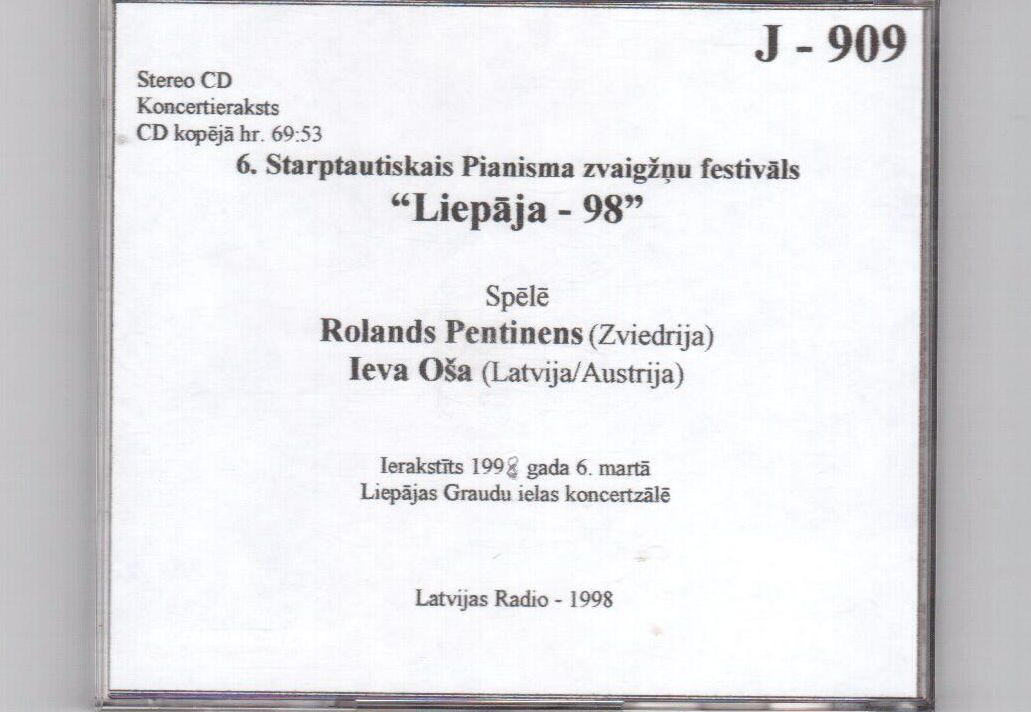 J - 909
Stereo CD
Koncertieraksts
CD kopējā hr. 69:53
6. Starptautiskais Pianisma zvaigžņu festivāls
“Liepāja - 98”
Spēlē
Rolands Pentinens (Zviedrija)
Ieva Oša (Latvija/Austrija)
Ierakstīts 1998 gada 6. martā
Liepājas Graudu ielas koncertzālē
Latvijas Radio - 1998